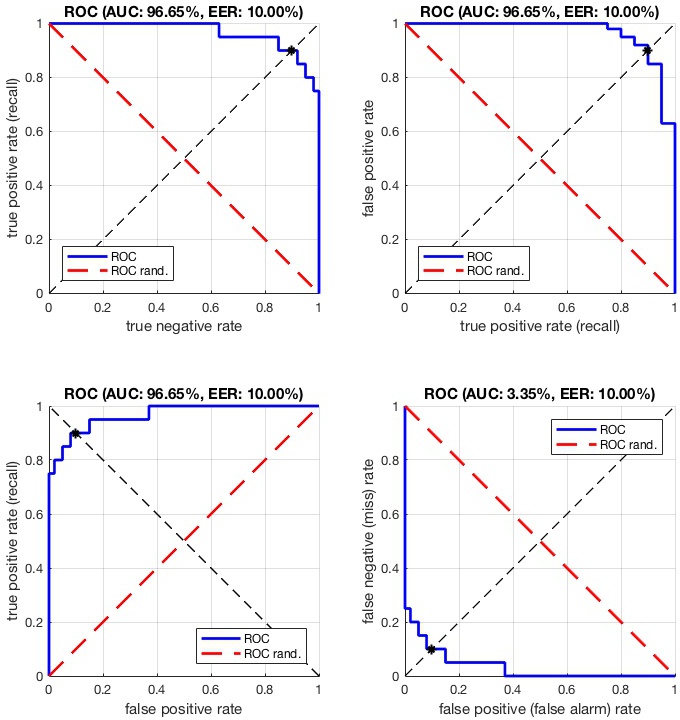 ROC (AUC: 96.65%, EER: 10.00%)
true positive rate (recall)
1
0.8
0.6
0.4
0.2
0
ROC
ROC rand.
0 0.2 0.4 0.6 0.8 1
true negative rate
ROC (AUC: 96.65%, EER: 10.00%)
false positive rate
1
0.8
0.6
0.4
0.2
0
ROC
ROC rand.
0 0.2 0.4 0.6 0.8 1
true positive rate (recall)
ROC (AUC: 96.65%, EER: 10.00%)
true positive rate (recall)
1
0.8
0.6
0.4
0.2
0
ROC
ROC rand.
0 0.2 0.4 0.6 0.8 1
false positive rate
ROC (AUC: 3.35%, EER: 10.00%)
false negative (miss) rate
1
0.8
0.6
0.4
0.2
0
ROC
ROC rand.
0 0.2 0.4 0.6 0.8 1
false positive (false alarm) rate